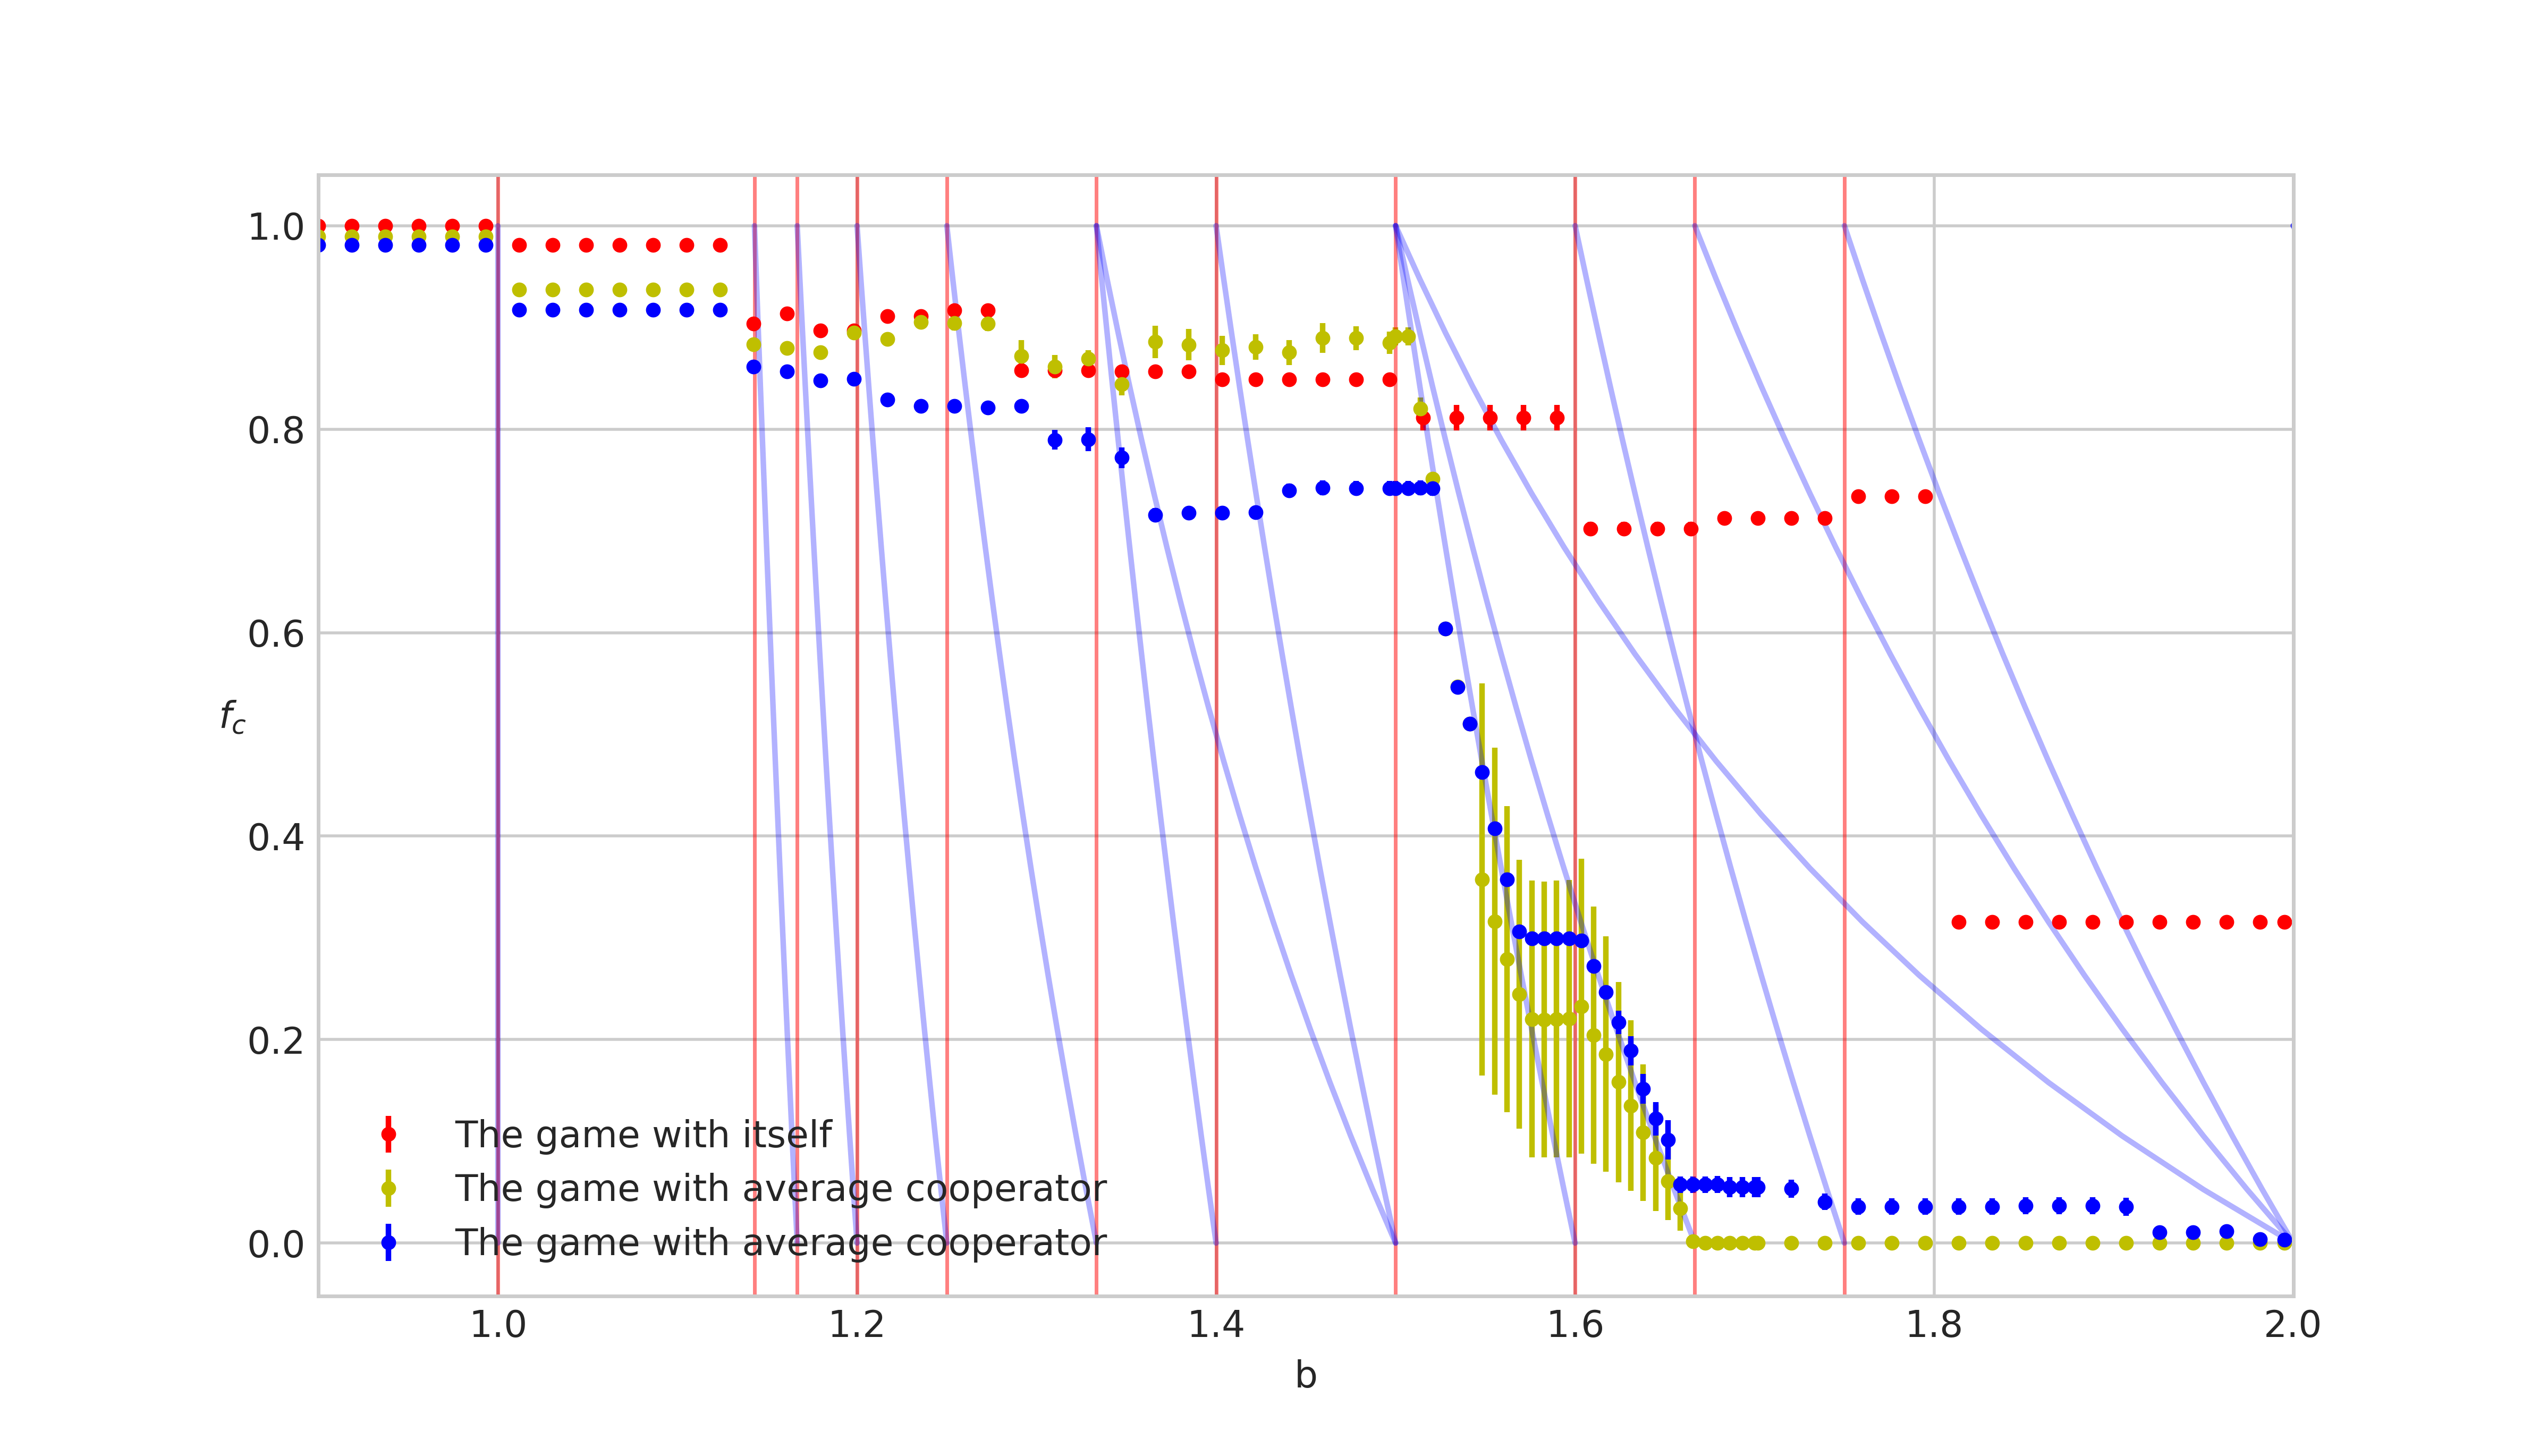 1.0
0.8
0.6
f_c
0.4
0.2
0.0
The game with itself
The game with average cooperator
The game with average cooperator
1.0 1.2 1.4 1.6 1.8 2.0
b